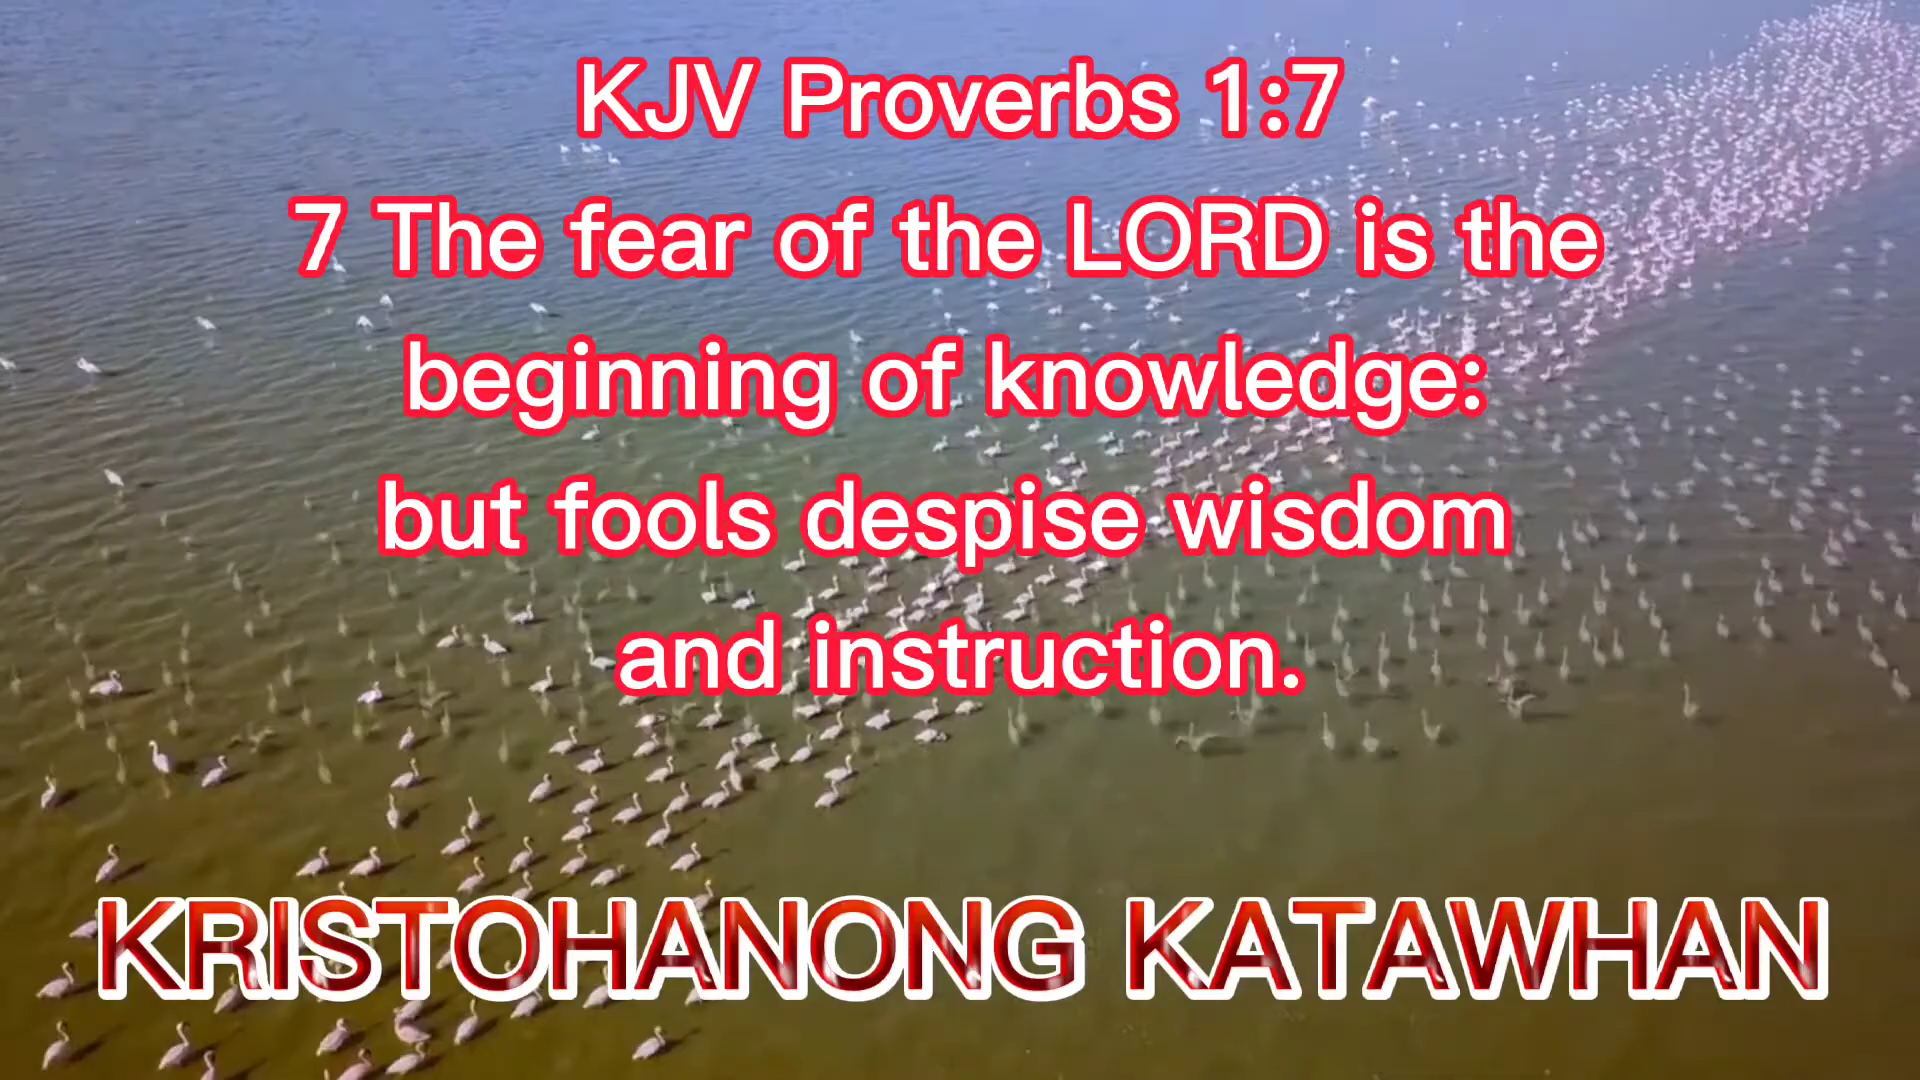 KJV Proverbs 1:7
7 The fear of the LORD is the
beginning of knowledge:
but fools despise wisdom
and instruction.
KRISTOHANONG KATAWHAN